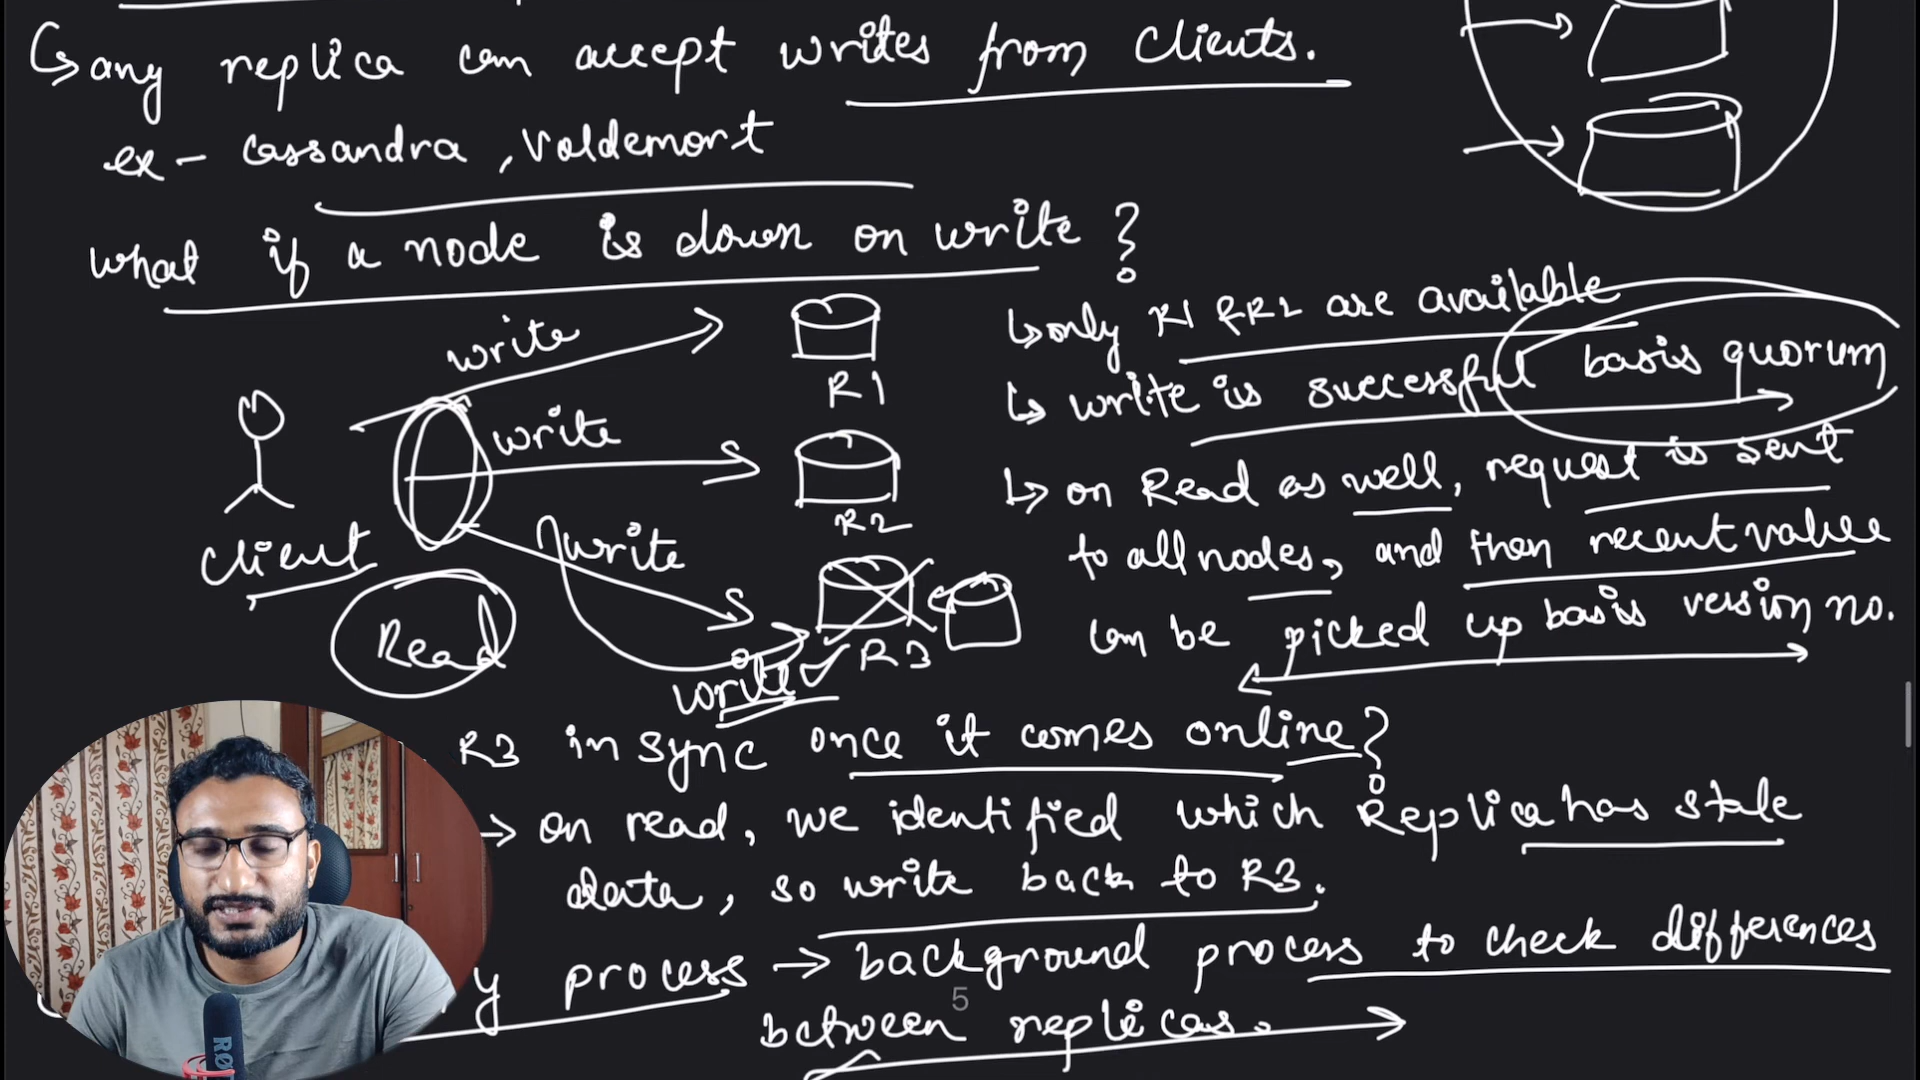 ↳ any replica can accept writes from clients.
ex - Cassandra, Voldemort
what if a node is down on write?
↳ only R1 & R2 are available
write
R1
↳ write is successful basis quorum
write
R2
↳ on Read as well, request is sent
to all nodes, and then recent value
can be picked up basis version no.
client
write
Read
R3
write ✓
R3 in sync once it comes online?
→ on read, we identified which Replica has stale
data, so write back to R3.
y process → background process to check differences
5
between replicas.
RØ